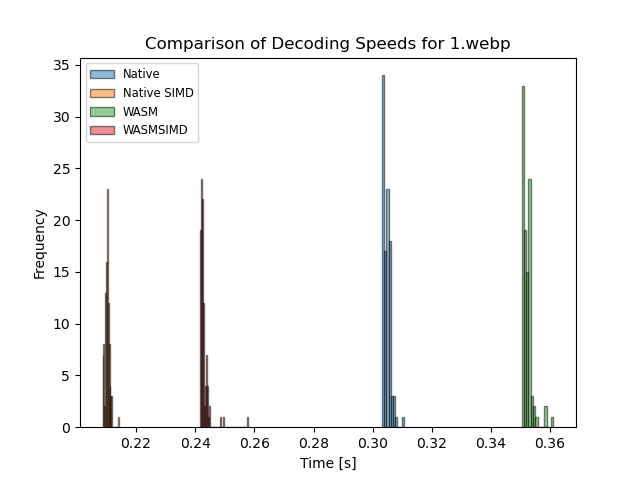 Comparison of Decoding Speeds for 1.webp
35
30
25
20
15
10
5
0
Frequency
Native
Native SIMD
WASM
WASMSIMD
0.22 0.24 0.26 0.28 0.30 0.32 0.34 0.36
Time [s]